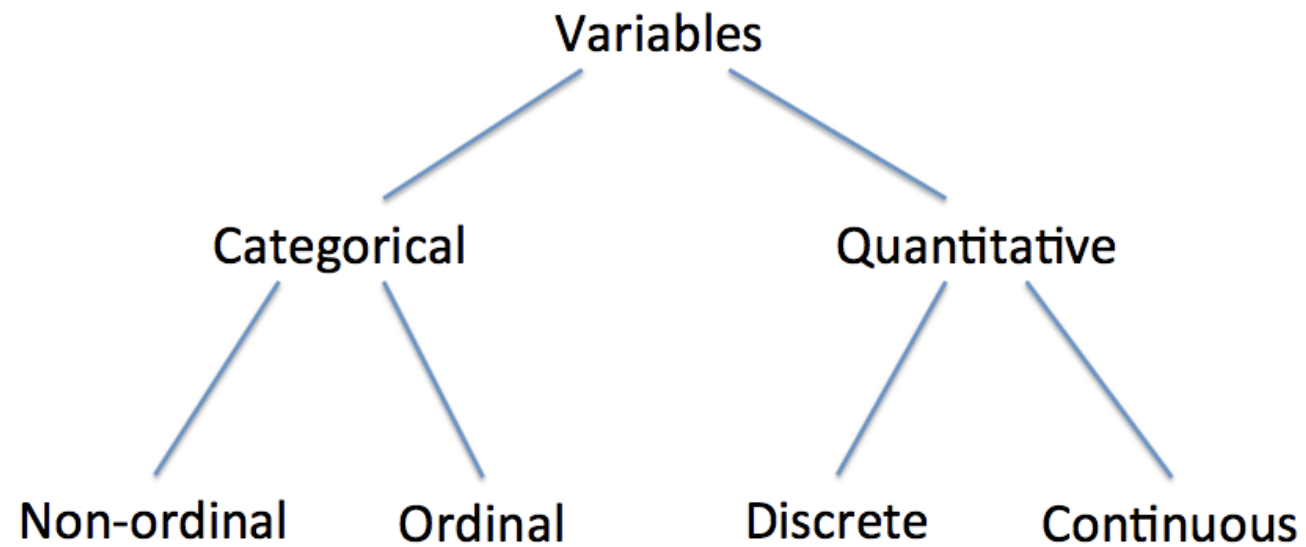 Variables
Categorical
Quantitative
Non-ordinal
Ordinal
Discrete
Continuous